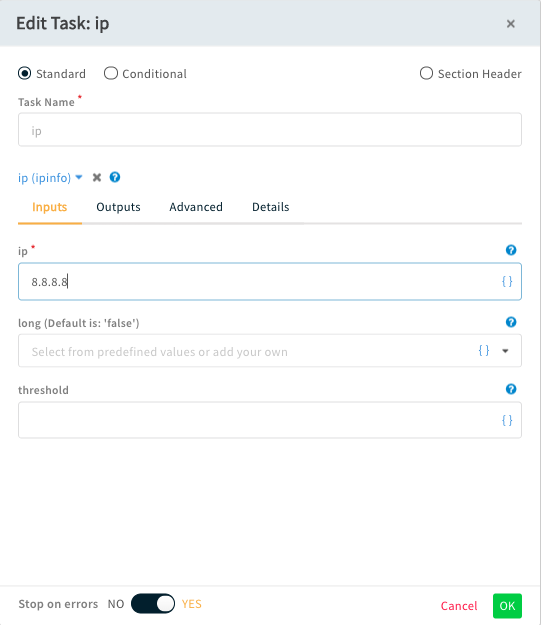 Edit Task: ip
×
Standard Conditional Section Header
Task Name *
ip
ip (ipinfo)
Inputs Outputs Advanced Details
ip *
8.8.8.8 { }
long (Default is: 'false')
Select from predefined values or add your own { }
threshold
{ }
Stop on errors NO YES
Cancel OK